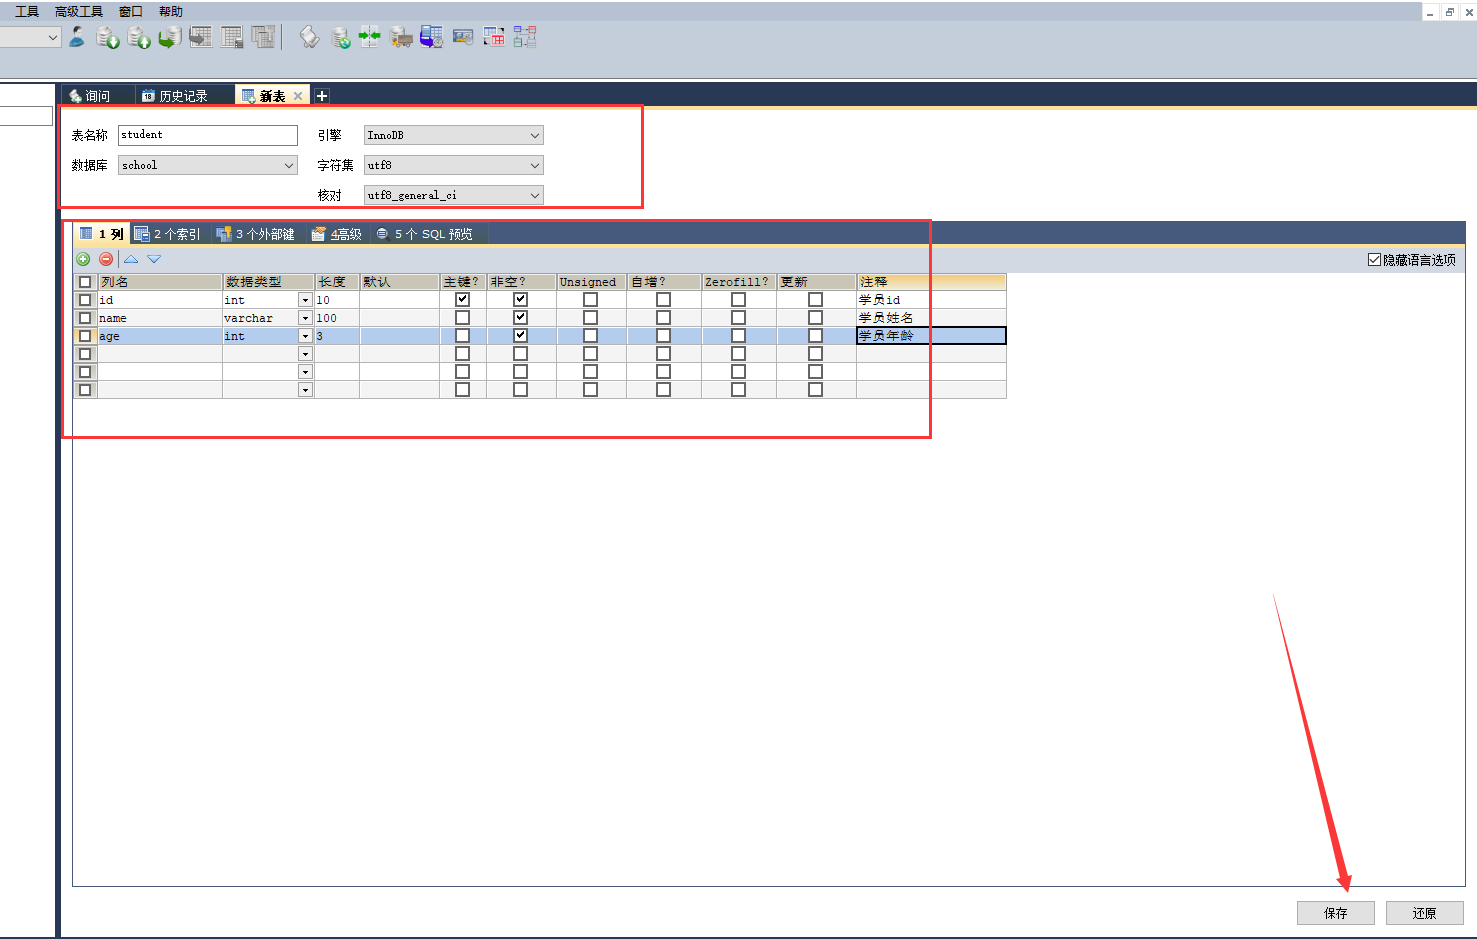 工具 高级工具 窗口 帮助
询问 18 历史记录 新表
表名称 student 引擎 InnoDB
数据库 school 字符集 utf8
核对 utf8_general_ci
1 列 2 个索引 3 个外部键 4高级 5 个 SQL 预览
隐藏语言选项
列名 数据类型 长度 默认 主键? 非空? Unsigned 自增? Zerofill? 更新 注释
id int 10 学员id
name varchar 100 学员姓名
age int 3 学员年龄
保存 还原